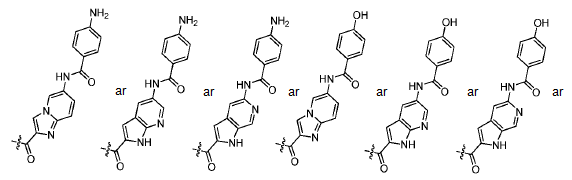 NH₂ NH₂ NH₂ OH OH OH
O O O O O O
HN ar HN ar HN ar HN ar HN ar HN ar
N N N N N N
N NH NH N NH NH
O O O O O O